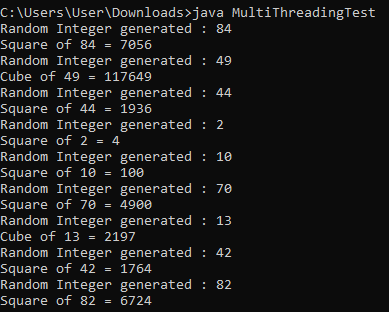 C:\Users\User\Downloads>java MultiThreadingTest
Random Integer generated : 84
Square of 84 = 7056
Random Integer generated : 49
Cube of 49 = 117649
Random Integer generated : 44
Square of 44 = 1936
Random Integer generated : 2
Square of 2 = 4
Random Integer generated : 10
Square of 10 = 100
Random Integer generated : 70
Square of 70 = 4900
Random Integer generated : 13
Cube of 13 = 2197
Random Integer generated : 42
Square of 42 = 1764
Random Integer generated : 82
Square of 82 = 6724